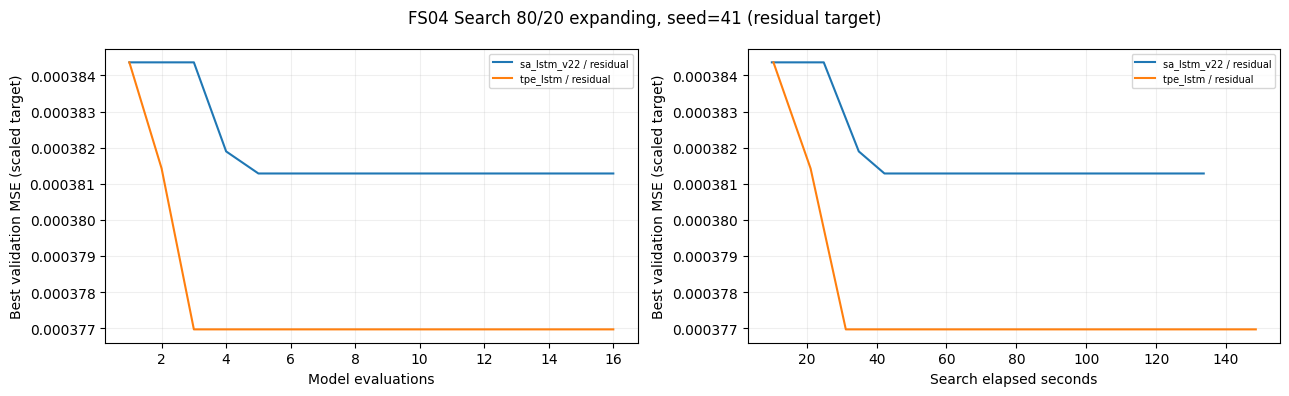 FS04 Search 80/20 expanding, seed=41 (residual target)
Best validation MSE (scaled target)
0.000384
0.000383
0.000382
0.000381
0.000380
0.000379
0.000378
0.000377
sa_lstm_v22 / residual
tpe_lstm / residual
2 4 6 8 10 12 14 16
Model evaluations
Best validation MSE (scaled target)
0.000384
0.000383
0.000382
0.000381
0.000380
0.000379
0.000378
0.000377
sa_lstm_v22 / residual
tpe_lstm / residual
20 40 60 80 100 120 140
Search elapsed seconds